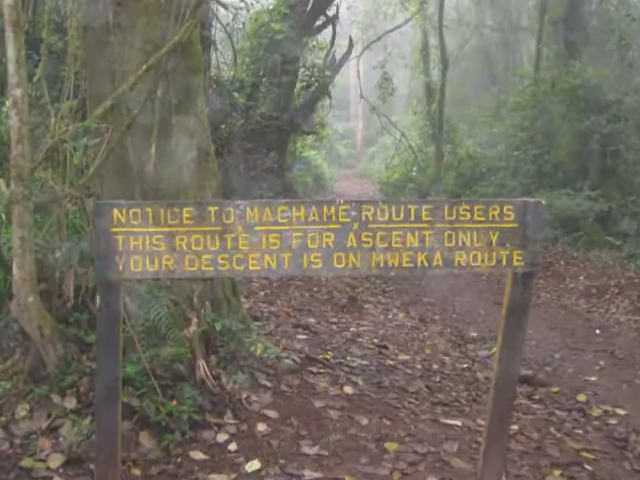 NOTICE TO MACHAME-ROUTE USERS
THIS ROUTE IS FOR ASCENT ONLY.
YOUR DESCENT IS ON MWEKA ROUTE